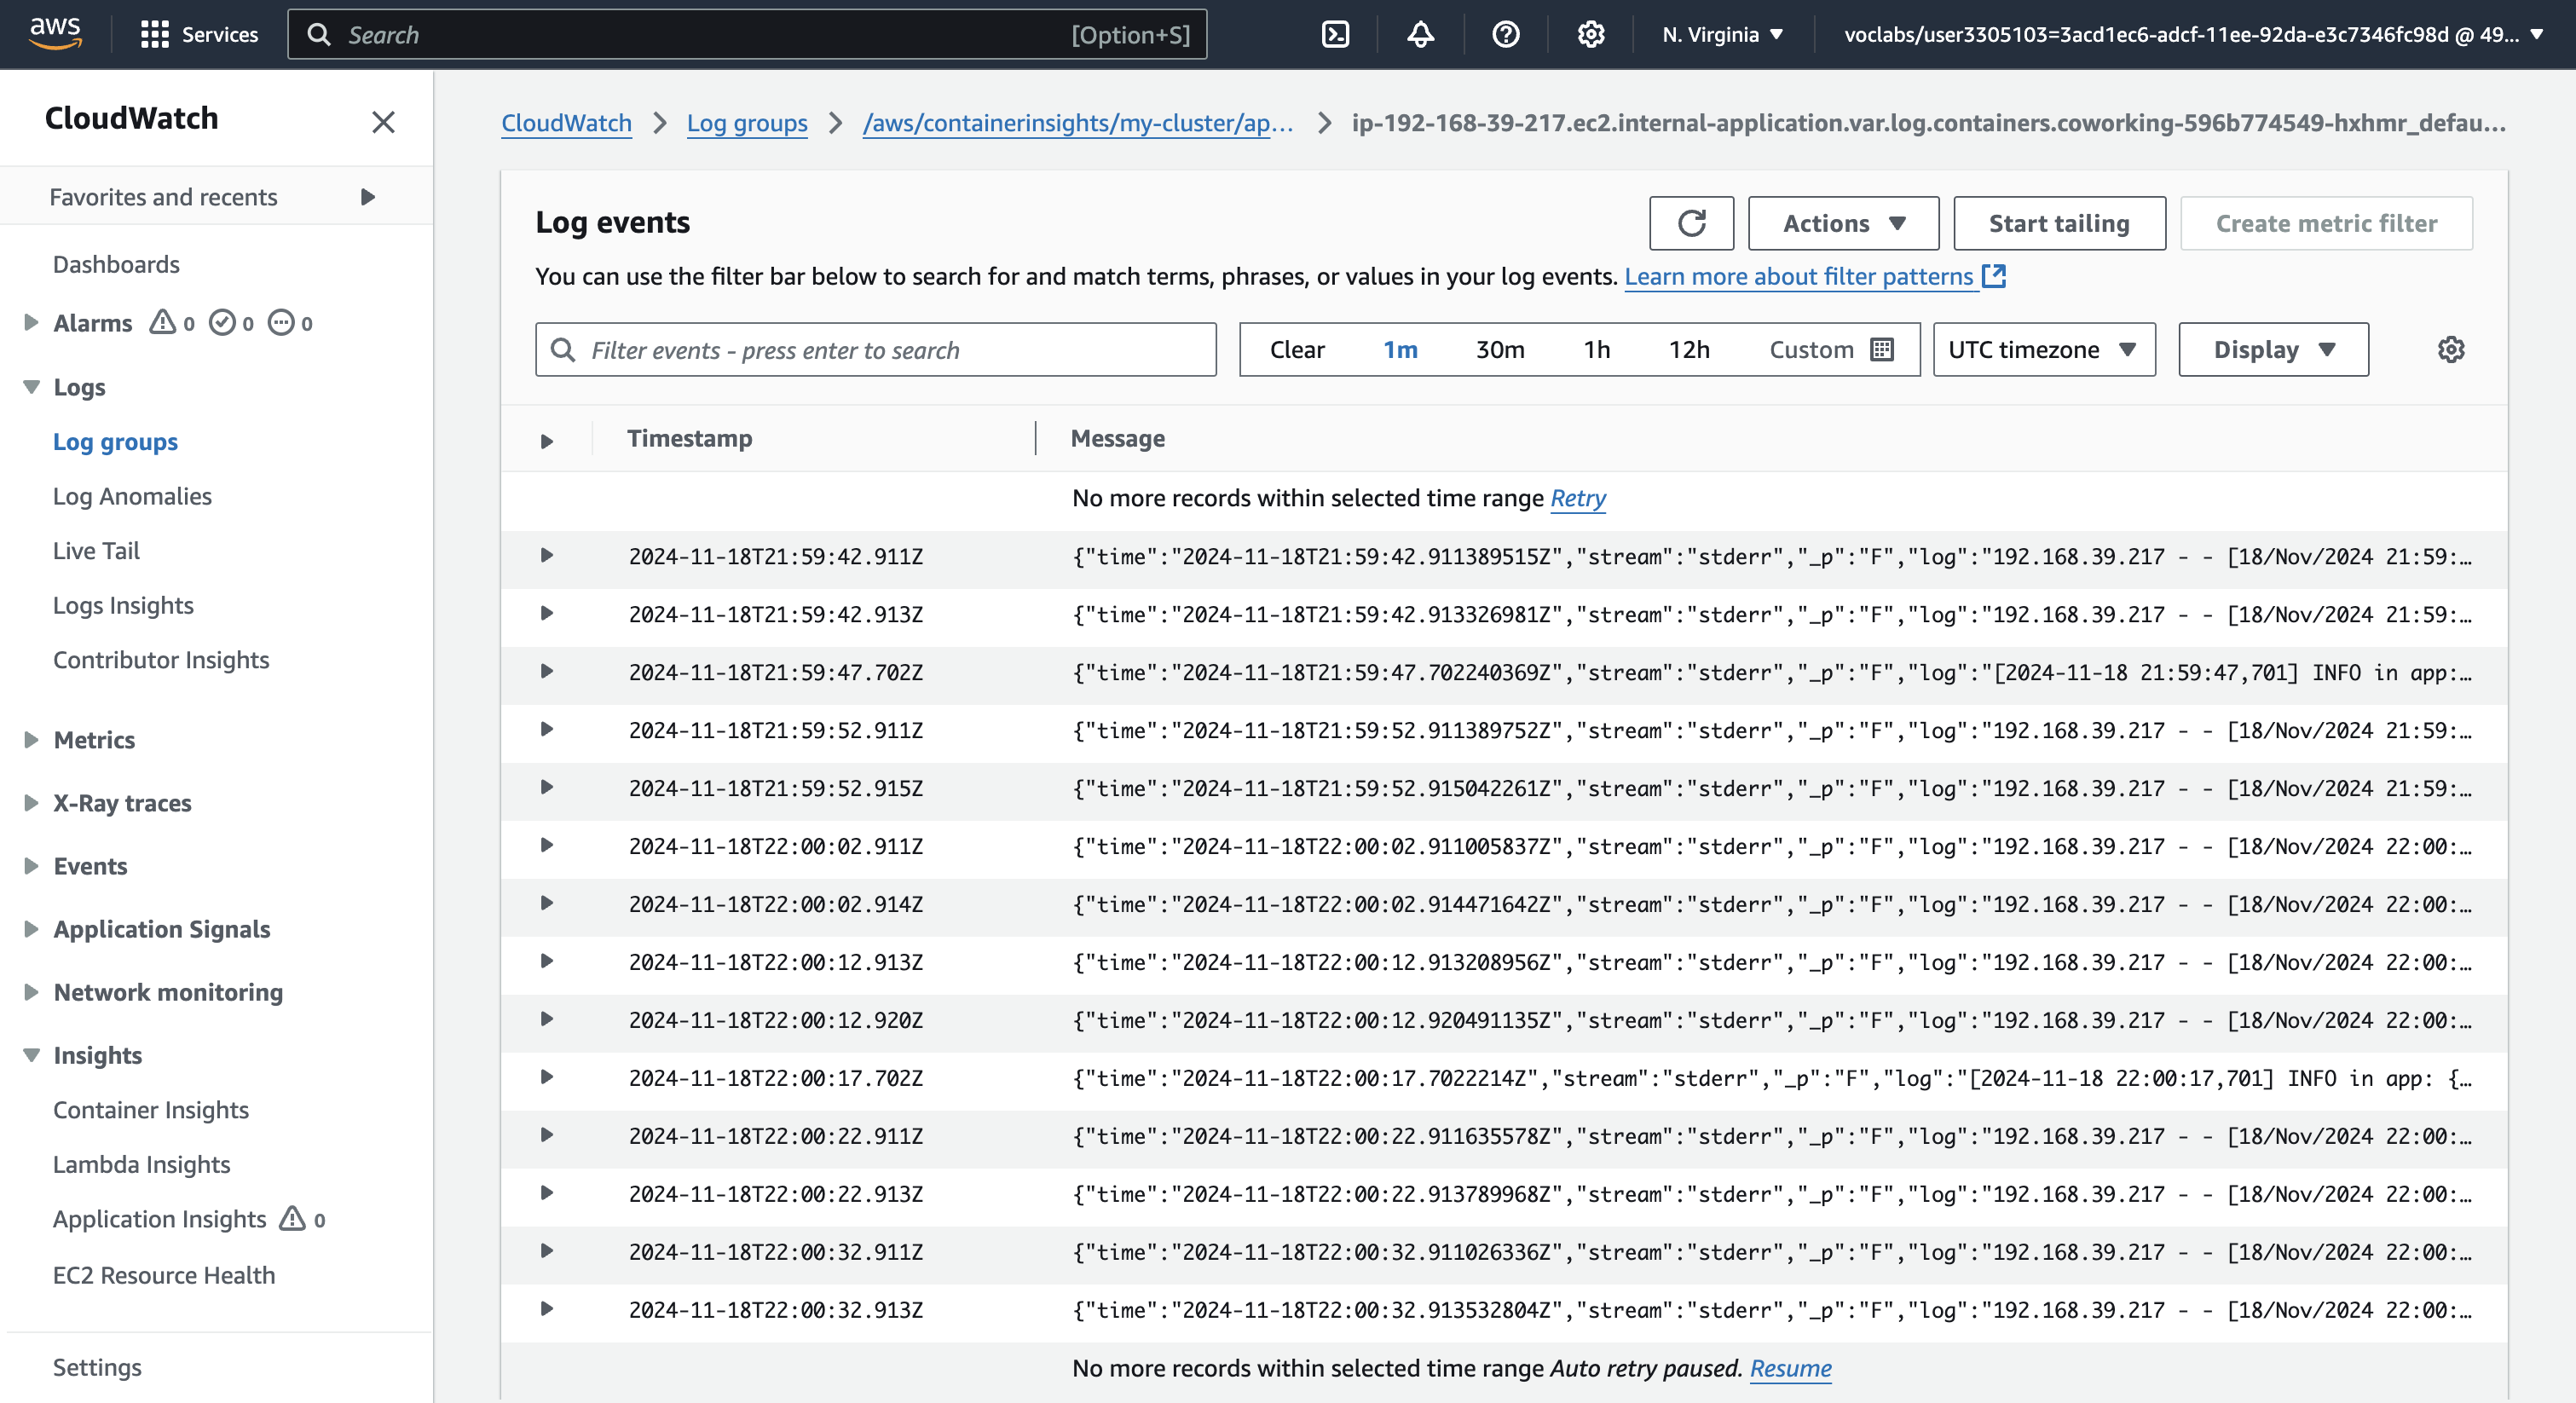 aws
Services
Search
[Option+S]
N. Virginia
voclabs/user3305103=3acd1ec6-adcf-11ee-92da-e3c7346fc98d @ 49...
CloudWatch
Favorites and recents
Dashboards
Alarms 0 0 0
Logs
Log groups
Log Anomalies
Live Tail
Logs Insights
Contributor Insights
Metrics
X-Ray traces
Events
Application Signals
Network monitoring
Insights
Container Insights
Lambda Insights
Application Insights 0
EC2 Resource Health
Settings
CloudWatch
Log groups
/aws/containerinsights/my-cluster/ap...
ip-192-168-39-217.ec2.internal-application.var.log.containers.coworking-596b774549-hxhmr_defau...
Log events
Actions
Start tailing
Create metric filter
You can use the filter bar below to search for and match terms, phrases, or values in your log events. Learn more about filter patterns
Filter events - press enter to search
Clear 1m 30m 1h 12h Custom
UTC timezone
Display
Timestamp Message
No more records within selected time range Retry
2024-11-18T21:59:42.911Z {"time":"2024-11-18T21:59:42.911389515Z","stream":"stderr","_p":"F","log":"192.168.39.217 - - [18/Nov/2024 21:59:…
2024-11-18T21:59:42.913Z {"time":"2024-11-18T21:59:42.913326981Z","stream":"stderr","_p":"F","log":"192.168.39.217 - - [18/Nov/2024 21:59:…
2024-11-18T21:59:47.702Z {"time":"2024-11-18T21:59:47.702240369Z","stream":"stderr","_p":"F","log":"[2024-11-18 21:59:47,701] INFO in app:…
2024-11-18T21:59:52.911Z {"time":"2024-11-18T21:59:52.911389752Z","stream":"stderr","_p":"F","log":"192.168.39.217 - - [18/Nov/2024 21:59:…
2024-11-18T21:59:52.915Z {"time":"2024-11-18T21:59:52.915042261Z","stream":"stderr","_p":"F","log":"192.168.39.217 - - [18/Nov/2024 21:59:…
2024-11-18T22:00:02.911Z {"time":"2024-11-18T22:00:02.911005837Z","stream":"stderr","_p":"F","log":"192.168.39.217 - - [18/Nov/2024 22:00:…
2024-11-18T22:00:02.914Z {"time":"2024-11-18T22:00:02.914471642Z","stream":"stderr","_p":"F","log":"192.168.39.217 - - [18/Nov/2024 22:00:…
2024-11-18T22:00:12.913Z {"time":"2024-11-18T22:00:12.913208956Z","stream":"stderr","_p":"F","log":"192.168.39.217 - - [18/Nov/2024 22:00:…
2024-11-18T22:00:12.920Z {"time":"2024-11-18T22:00:12.920491135Z","stream":"stderr","_p":"F","log":"192.168.39.217 - - [18/Nov/2024 22:00:…
2024-11-18T22:00:17.702Z {"time":"2024-11-18T22:00:17.7022214Z","stream":"stderr","_p":"F","log":"[2024-11-18 22:00:17,701] INFO in app: {…
2024-11-18T22:00:22.911Z {"time":"2024-11-18T22:00:22.911635578Z","stream":"stderr","_p":"F","log":"192.168.39.217 - - [18/Nov/2024 22:00:…
2024-11-18T22:00:22.913Z {"time":"2024-11-18T22:00:22.913789968Z","stream":"stderr","_p":"F","log":"192.168.39.217 - - [18/Nov/2024 22:00:…
2024-11-18T22:00:32.911Z {"time":"2024-11-18T22:00:32.911026336Z","stream":"stderr","_p":"F","log":"192.168.39.217 - - [18/Nov/2024 22:00:…
2024-11-18T22:00:32.913Z {"time":"2024-11-18T22:00:32.913532804Z","stream":"stderr","_p":"F","log":"192.168.39.217 - - [18/Nov/2024 22:00:…
No more records within selected time range Auto retry paused. Resume